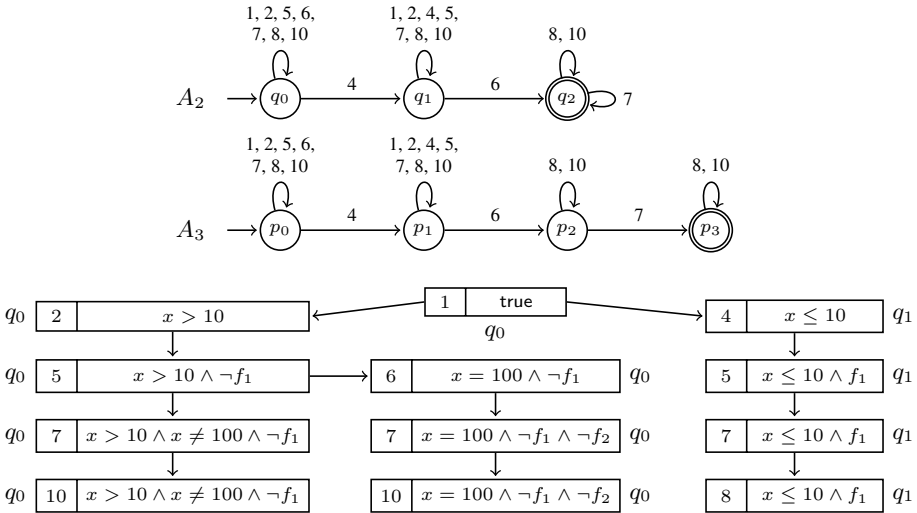 1, 2, 5, 6,
7, 8, 10
1, 2, 4, 5,
7, 8, 10
8, 10
A₂ q₀ 4 q₁ 6 q₂ 7
1, 2, 5, 6,
7, 8, 10
1, 2, 4, 5,
7, 8, 10
8, 10
8, 10
A₃ p₀ 4 p₁ 6 p₂ 7 p₃
1 true
q₀
q₀ 2 x > 10
4 x ≤ 10 q₁
q₀ 5 x > 10 ∧ ¬f₁
6 x = 100 ∧ ¬f₁ q₀
5 x ≤ 10 ∧ f₁ q₁
q₀ 7 x > 10 ∧ x ≠ 100 ∧ ¬f₁
7 x = 100 ∧ ¬f₁ ∧ ¬f₂ q₀
7 x ≤ 10 ∧ f₁ q₁
q₀ 10 x > 10 ∧ x ≠ 100 ∧ ¬f₁
10 x = 100 ∧ ¬f₁ ∧ ¬f₂ q₀
8 x ≤ 10 ∧ f₁ q₁